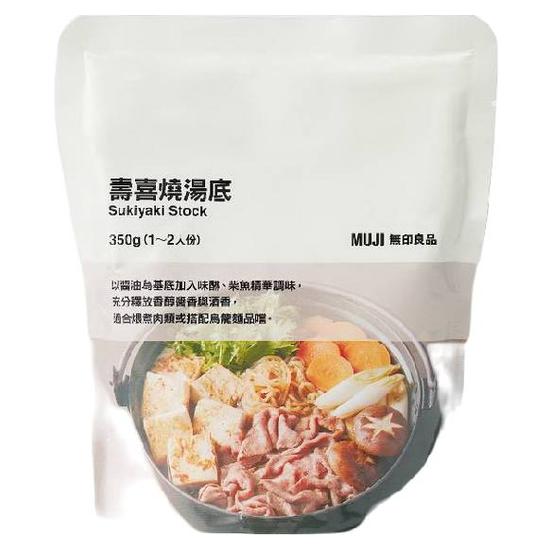 壽喜燒湯底
Sukiyaki Stock
350g (1～2人份)
MUJI 無印良品
以醬油為基底加入味醂、柴魚精華調味，
充分釋放香醇醬香與酒香，
適合煨煮肉類或搭配烏龍麵品嚐。